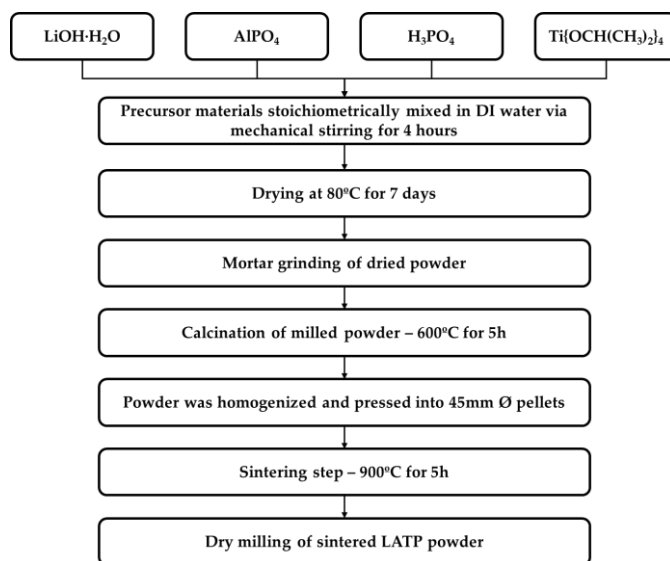 LiOH·H₂O
AlPO₄
H₃PO₄
Ti{OCH(CH₃)₂}₄
Precursor materials stoichiometrically mixed in DI water via
mechanical stirring for 4 hours
Drying at 80ºC for 7 days
Mortar grinding of dried powder
Calcination of milled powder – 600ºC for 5h
Powder was homogenized and pressed into 45mm Ø pellets
Sintering step – 900ºC for 5h
Dry milling of sintered LATP powder